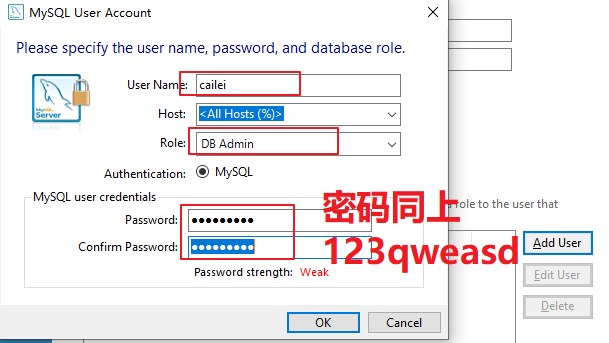 MySQL User Account
Please specify the user name, password, and database role.
MySQL
Server
User Name: cailei
Host: <All Hosts (%)>
Role: DB Admin
Authentication: MySQL
MySQL user credentials
Password: ●●●●●●●●●
Confirm Password: ●●●●●●●●●
Password strength: Weak
OK
Cancel
密码同上
123qweasd
role to the user that
Add User
Edit User
Delete